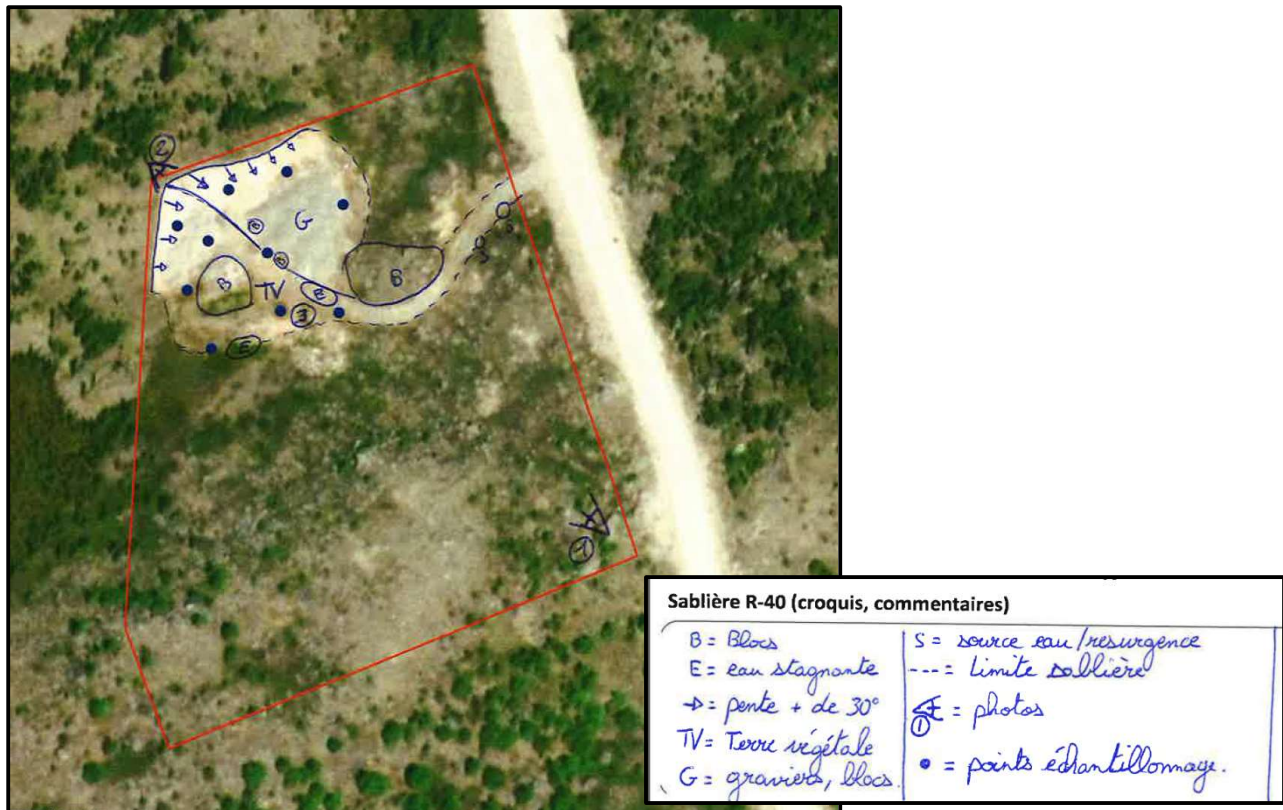 2
B
G
B
B
TV
E
B
3
E
S
S
1
Sablière R-40 (croquis, commentaires)
B = Blocs
E = eau stagnante
→ = pente + de 30°
TV = Terre végétale
G = graviers, blocs.
S = source eau/resurgence
--- = Limite sablière
1 = photos
● = points échantillonnage.